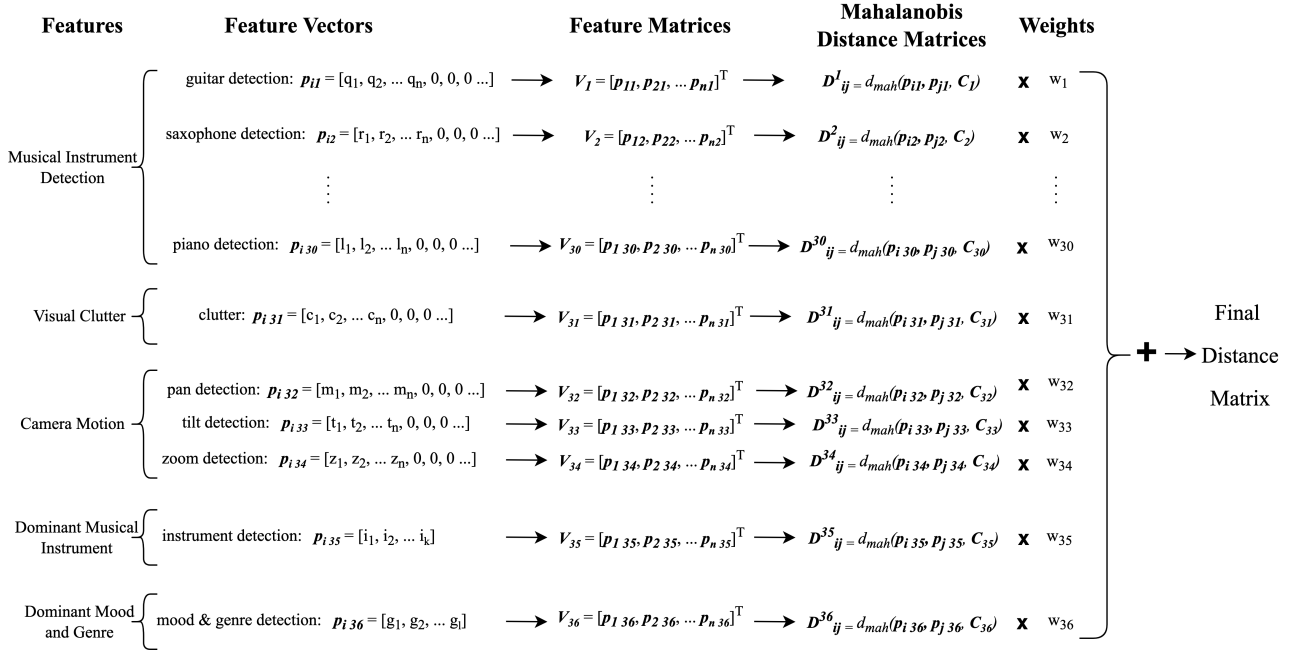 Features Feature Vectors Feature Matrices Mahalanobis Distance Matrices Weights
guitar detection: p_i1 = [q_1, q_2, ... q_n, 0, 0, 0 ...] → V_1 = [p_11, p_21, ... p_n1]^T → D^1_ij = d_mah(p_i1, p_j1, C_1) x w_1
saxophone detection: p_i2 = [r_1, r_2, ... r_n, 0, 0, 0 ...] → V_2 = [p_12, p_22, ... p_n2]^T → D^2_ij = d_mah(p_i2, p_j2, C_2) x w_2
Musical Instrument
Detection
piano detection: p_i 30 = [l_1, l_2, ... l_n, 0, 0, 0 ...] → V_30 = [p_1 30, p_2 30, ... p_n 30]^T → D^30_ij = d_mah(p_i 30, p_j 30, C_30) x w_30
Visual Clutter clutter: p_i 31 = [c_1, c_2, ... c_n, 0, 0, 0 ...] → V_31 = [p_1 31, p_2 31, ... p_n 31]^T → D^31_ij = d_mah(p_i 31, p_j 31, C_31) x w_31
+ → Final
Distance
Matrix
pan detection: p_i 32 = [m_1, m_2, ... m_n, 0, 0, 0 ...] → V_32 = [p_1 32, p_2 32, ... p_n 32]^T → D^32_ij = d_mah(p_i 32, p_j 32, C_32) x w_32
Camera Motion tilt detection: p_i 33 = [t_1, t_2, ... t_n, 0, 0, 0 ...] → V_33 = [p_1 33, p_2 33, ... p_n 33]^T → D^33_ij = d_mah(p_i 33, p_j 33, C_33) x w_33
zoom detection: p_i 34 = [z_1, z_2, ... z_n, 0, 0, 0 ...] → V_34 = [p_1 34, p_2 34, ... p_n 34]^T → D^34_ij = d_mah(p_i 34, p_j 34, C_34) x w_34
Dominant Musical
Instrument
instrument detection: p_i 35 = [i_1, i_2, ... i_k] → V_35 = [p_1 35, p_2 35, ... p_n 35]^T → D^35_ij = d_mah(p_i 35, p_j 35, C_35) x w_35
Dominant Mood
and Genre
mood & genre detection: p_i 36 = [g_1, g_2, ... g_l] → V_36 = [p_1 36, p_2 36, ... p_n 36]^T → D^36_ij = d_mah(p_i 36, p_j 36, C_36) x w_36